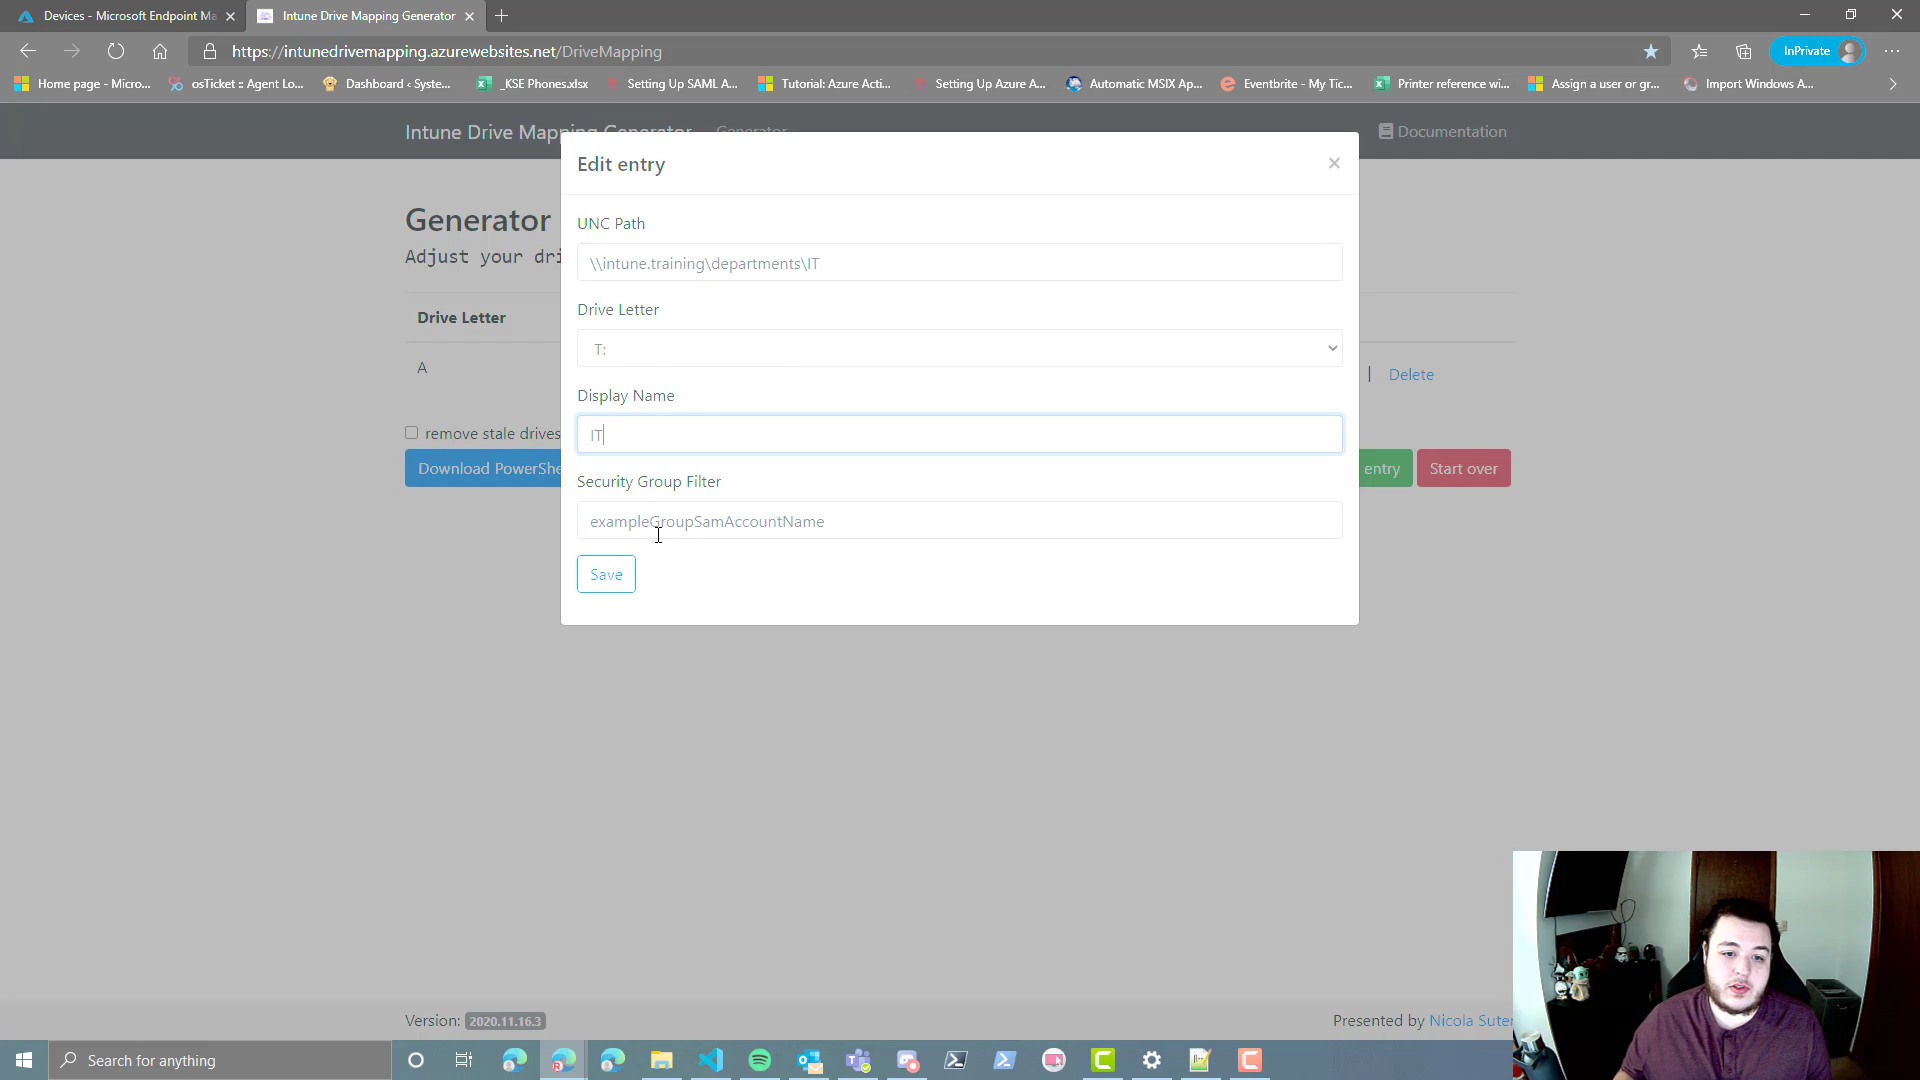 Devices - Microsoft Endpoint Ma
Intune Drive Mapping Generator
https://intunedrivemapping.azurewebsites.net/DriveMapping
InPrivate
Home page - Micro...
osTicket :: Agent Lo...
Dashboard ‹ Syste...
_KSE Phones.xlsx
Setting Up SAML A...
Tutorial: Azure Acti...
Setting Up Azure A...
Automatic MSIX Ap...
Eventbrite - My Tic...
Printer reference wi...
Assign a user or gr...
Import Windows A...
Intune Drive Mapping Generator
Generator
Documentation
Edit entry
UNC Path
\\intune.training\departments\IT
Drive Letter
T:
Display Name
IT
Security Group Filter
exampleGroupSamAccountName
Save
Generator
Adjust your dri
Drive Letter
A
| Delete
remove stale drives
Download PowerShe
entry
Start over
Version: 2020.11.16.3
Presented by Nicola Suter
Search for anything